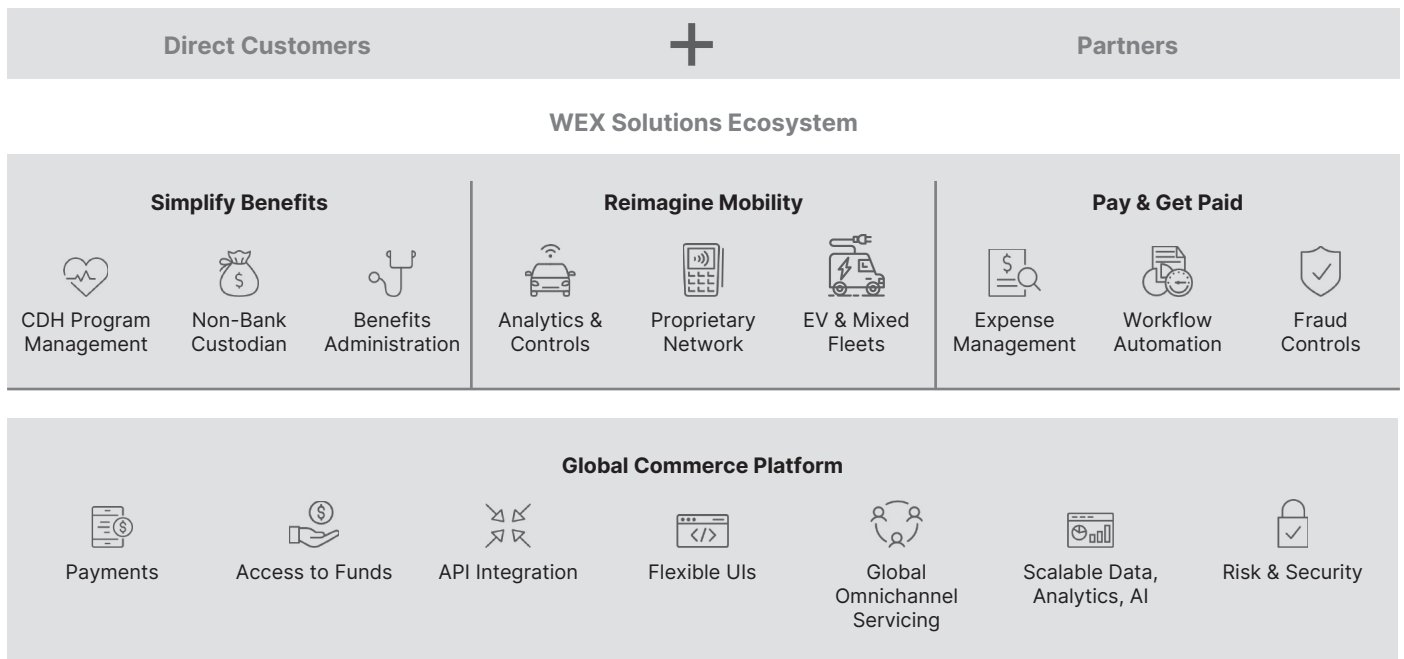 Direct Customers + Partners
WEX Solutions Ecosystem
Simplify Benefits
CDH Program
Management
Non-Bank
Custodian
Benefits
Administration
Reimagine Mobility
Analytics &
Controls
Proprietary
Network
EV & Mixed
Fleets
Pay & Get Paid
Expense
Management
Workflow
Automation
Fraud
Controls
Global Commerce Platform
Payments
Access to Funds
API Integration
Flexible UIs
Global
Omnichannel
Servicing
Scalable Data,
Analytics, AI
Risk & Security